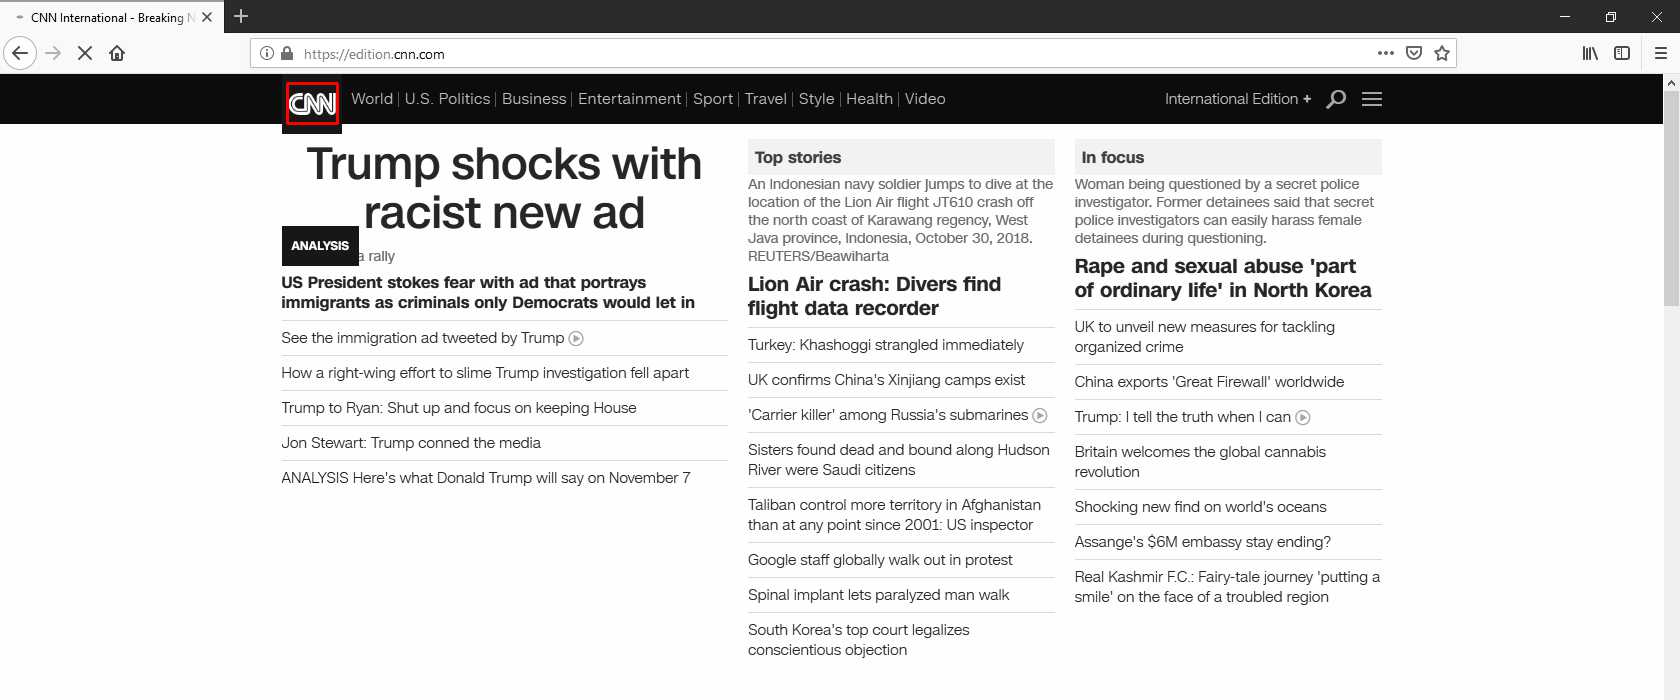 CNN International - Breaking N
https://edition.cnn.com
CNN World U.S. Politics Business Entertainment Sport Travel Style Health Video International Edition +
Trump shocks with
racist new ad
ANALYSIS
a rally
US President stokes fear with ad that portrays
immigrants as criminals only Democrats would let in
See the immigration ad tweeted by Trump
How a right-wing effort to slime Trump investigation fell apart
Trump to Ryan: Shut up and focus on keeping House
Jon Stewart: Trump conned the media
ANALYSIS Here's what Donald Trump will say on November 7
Top stories
An Indonesian navy soldier jumps to dive at the
location of the Lion Air flight JT610 crash off
the north coast of Karawang regency, West
Java province, Indonesia, October 30, 2018.
REUTERS/Beawiharta
Lion Air crash: Divers find
flight data recorder
Turkey: Khashoggi strangled immediately
UK confirms China's Xinjiang camps exist
'Carrier killer' among Russia's submarines
Sisters found dead and bound along Hudson
River were Saudi citizens
Taliban control more territory in Afghanistan
than at any point since 2001: US inspector
Google staff globally walk out in protest
Spinal implant lets paralyzed man walk
South Korea's top court legalizes
conscientious objection
In focus
Woman being questioned by a secret police
investigator. Former detainees said that secret
police investigators can easily harass female
detainees during questioning.
Rape and sexual abuse 'part
of ordinary life' in North Korea
UK to unveil new measures for tackling
organized crime
China exports 'Great Firewall' worldwide
Trump: I tell the truth when I can
Britain welcomes the global cannabis
revolution
Shocking new find on world's oceans
Assange's $6M embassy stay ending?
Real Kashmir F.C.: Fairy-tale journey 'putting a
smile' on the face of a troubled region